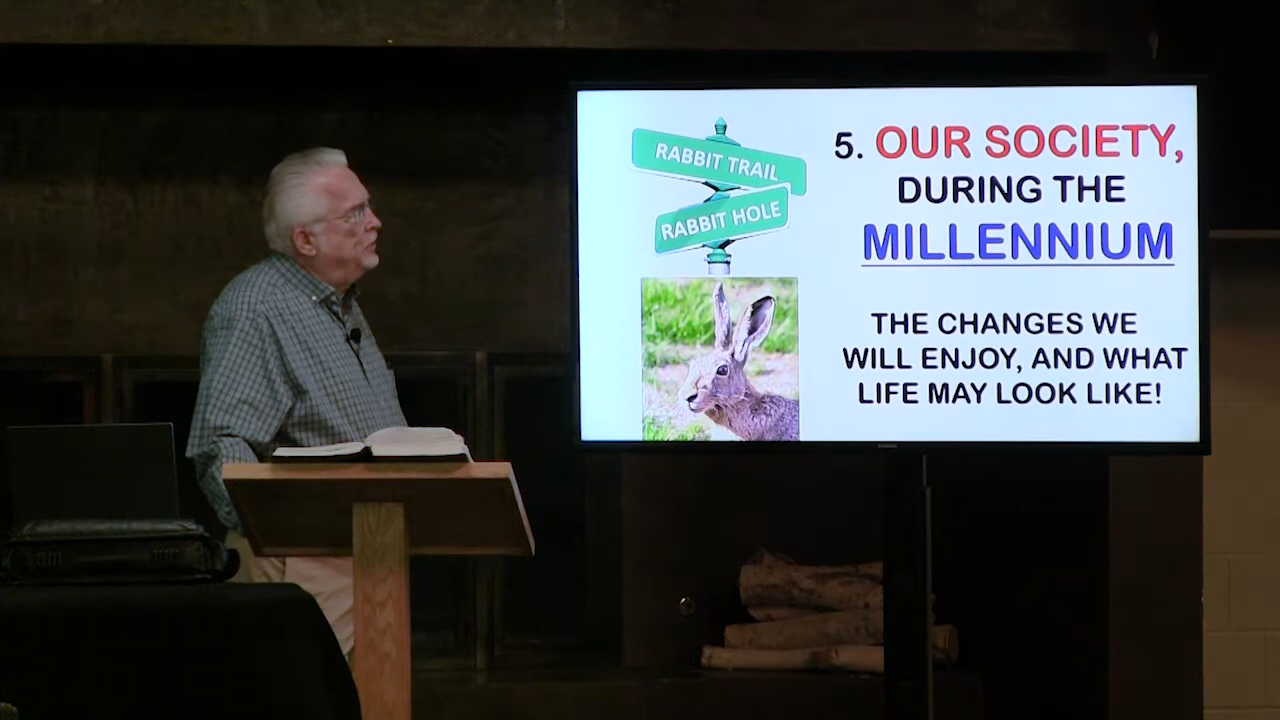 RABBIT TRAIL
RABBIT HOLE
5. OUR SOCIETY,
DURING THE
MILLENNIUM
THE CHANGES WE
WILL ENJOY, AND WHAT
LIFE MAY LOOK LIKE!